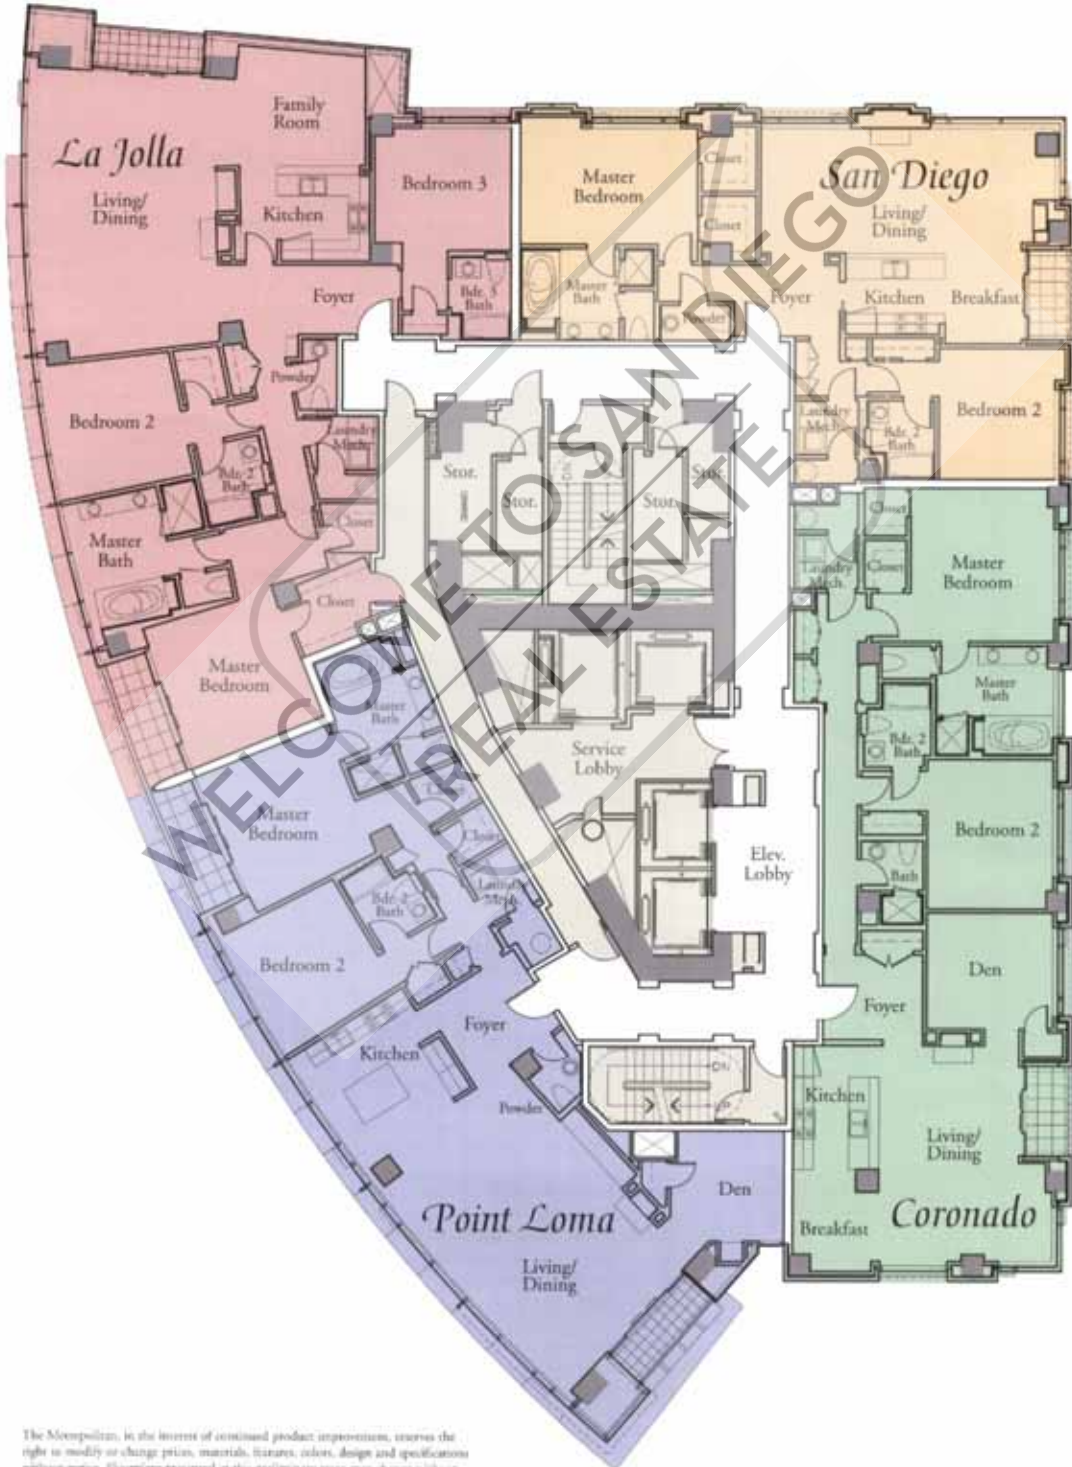 La Jolla
Living/
Dining
Family
Room
Kitchen
Foyer
Bedroom 3
Bdr. 3
Bath
Powder
Bedroom 2
Bdr. 2
Bath
Laundry
Mech.
Closet
Master
Bath
Closet
Master
Bedroom
San Diego
Living/
Dining
Master
Bedroom
Closet
Closet
Master
Bath
Powder
Foyer
Kitchen
Breakfast
Laundry
Mech.
Bdr. 2
Bath
Bedroom 2
Stor.
Stor.
DN
Stor.
Stor.
Service
Lobby
Elev.
Lobby
Closet
Closet
Laundry
Mech.
Master
Bedroom
Master
Bath
Bdr. 2
Bath
Bedroom 2
Bath
Den
Foyer
Kitchen
Living/
Dining
Breakfast
Coronado
Master
Bath
Master
Bedroom
Closet
Laundry
Mech.
Bdr. 2
Bath
Bedroom 2
Foyer
Kitchen
Powder
Den
Point Loma
Living/
Dining
WELCOME TO SAN DIEGO
REAL ESTATE
The Metropolitan, in the interest of continued product improvement, reserves the
right to modify or change prices, materials, features, colors, design and specifications